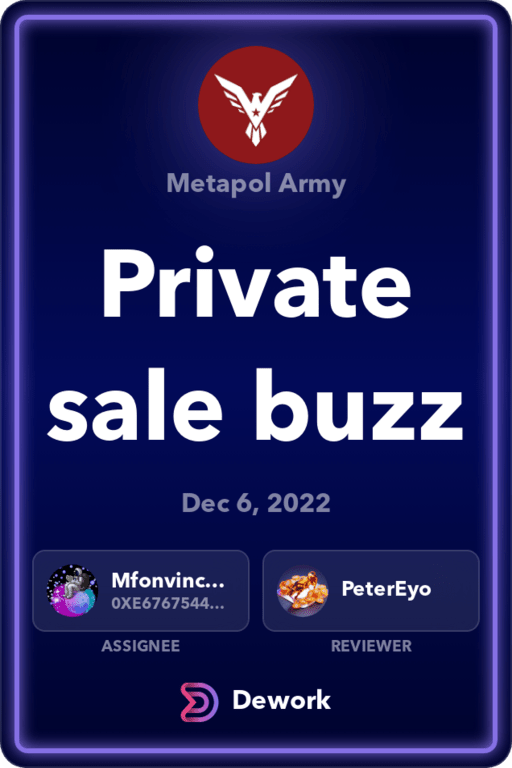 Metapol Army
Private
sale buzz
Dec 6, 2022
Mfonvinc...
0XE6767544...
ASSIGNEE
PeterEyo
REVIEWER
Dework